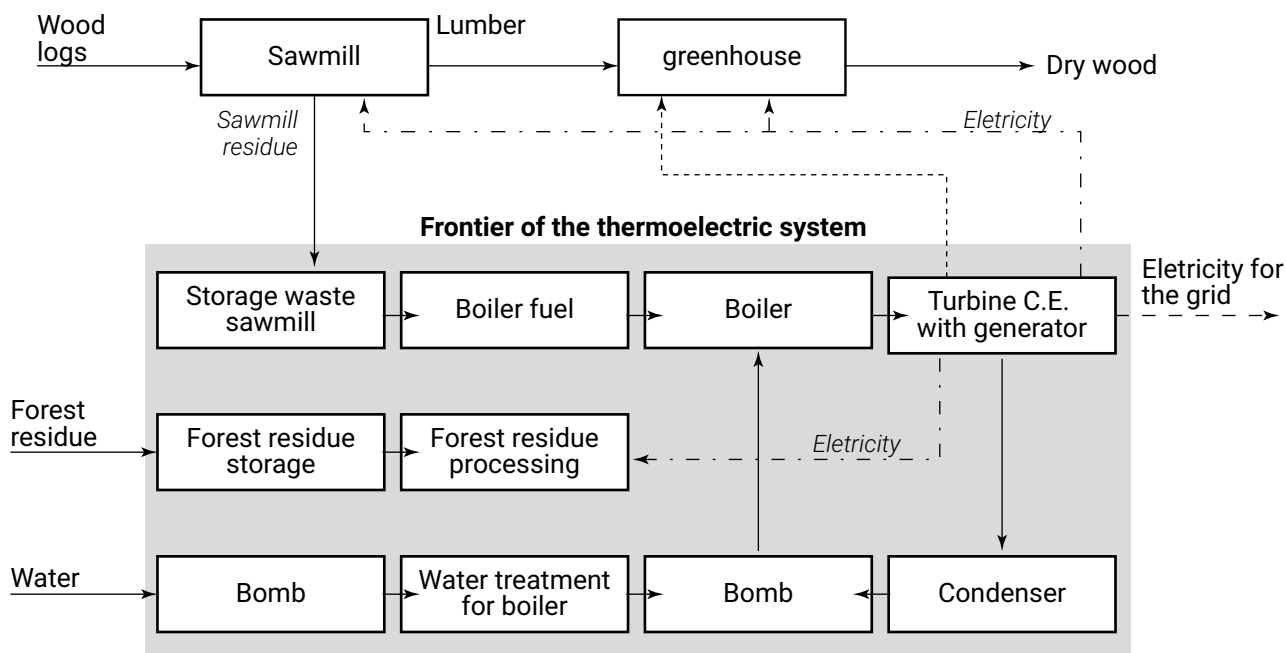 Wood
logs
Sawmill
Lumber
greenhouse
Dry wood
Sawmill
residue
Eletricity
Frontier of the thermoelectric system
Storage waste
sawmill
Boiler fuel
Boiler
Turbine C.E.
with generator
Eletricity for
the grid
Forest
residue
Forest residue
storage
Forest residue
processing
Eletricity
Water
Bomb
Water treatment
for boiler
Bomb
Condenser